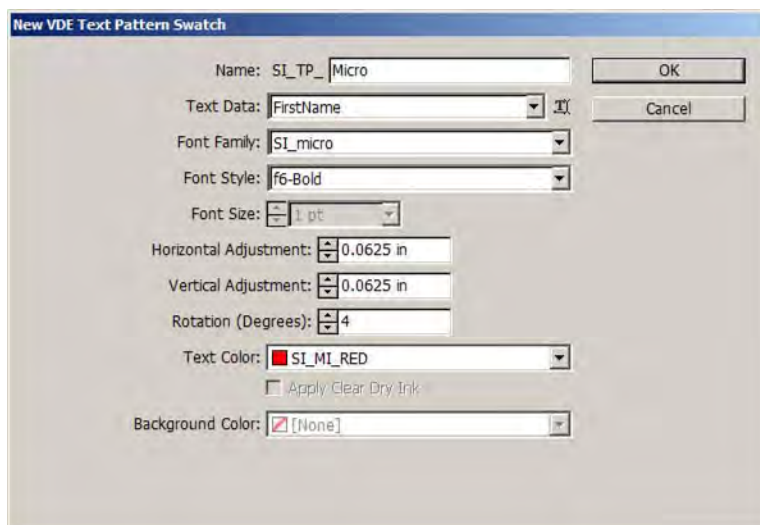 New VDE Text Pattern Swatch
Name: SI_TP_ Micro OK
Text Data: FirstName T Cancel
Font Family: SI_micro
Font Style: f6-Bold
Font Size: 1 pt
Horizontal Adjustment: 0.0625 in
Vertical Adjustment: 0.0625 in
Rotation (Degrees): 4
Text Color: SI_MI_RED
Apply Clear Dry Ink
Background Color: [None]